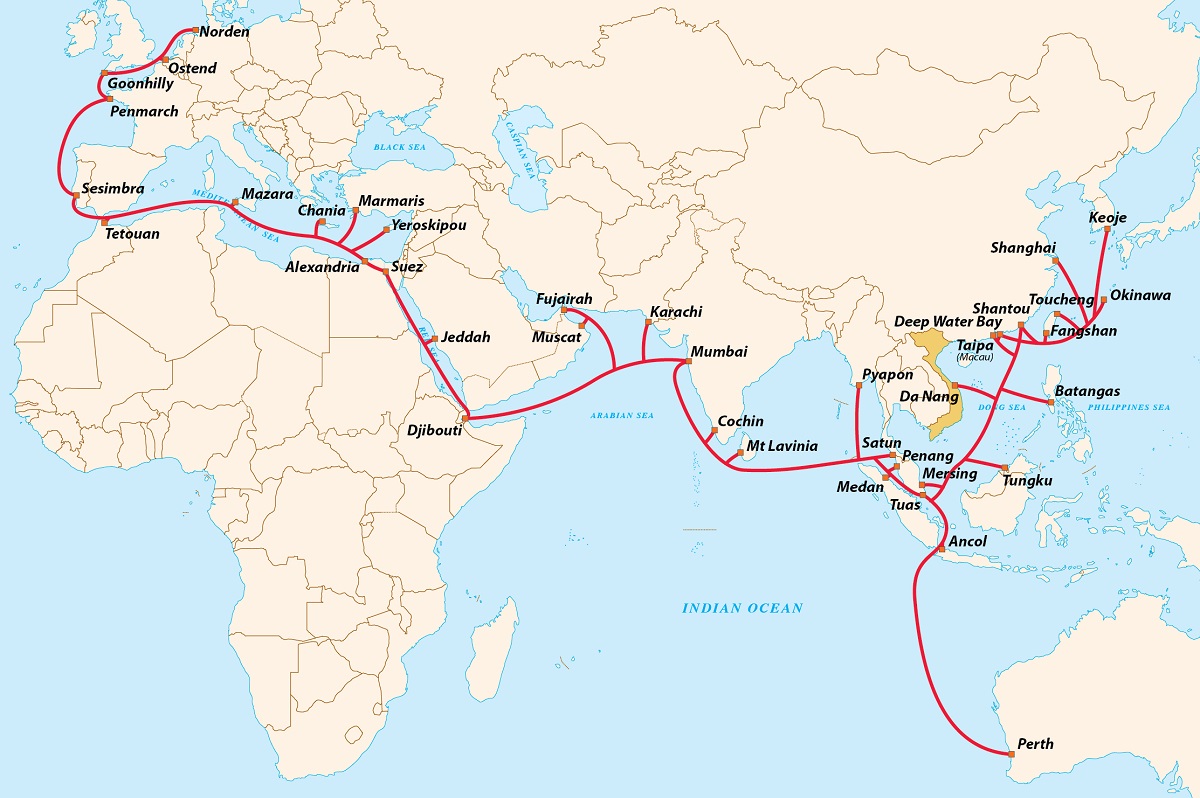 Norden
Ostend
Goonhilly
Penmarch
BLACK SEA
CASPIAN SEA
Sesimbra
MEDITERRANEAN SEA
Mazara
Marmaris
Chania
Yeroskipou
Tetouan
Keoje
Shanghai
Alexandria
Suez
Fujairah
Karachi
Toucheng
Okinawa
Shantou
Deep Water Bay
Fangshan
Muscat
Jeddah
RED SEA
Taipa
(Macau)
Mumbai
Pyapon
Da Nang
Batangas
DONG SEA
PHILIPPINES SEA
ARABIAN SEA
Djibouti
Cochin
Mt Lavinia
Satun
Penang
Mersing
Tungku
Medan
Tuas
Ancol
INDIAN OCEAN
Perth